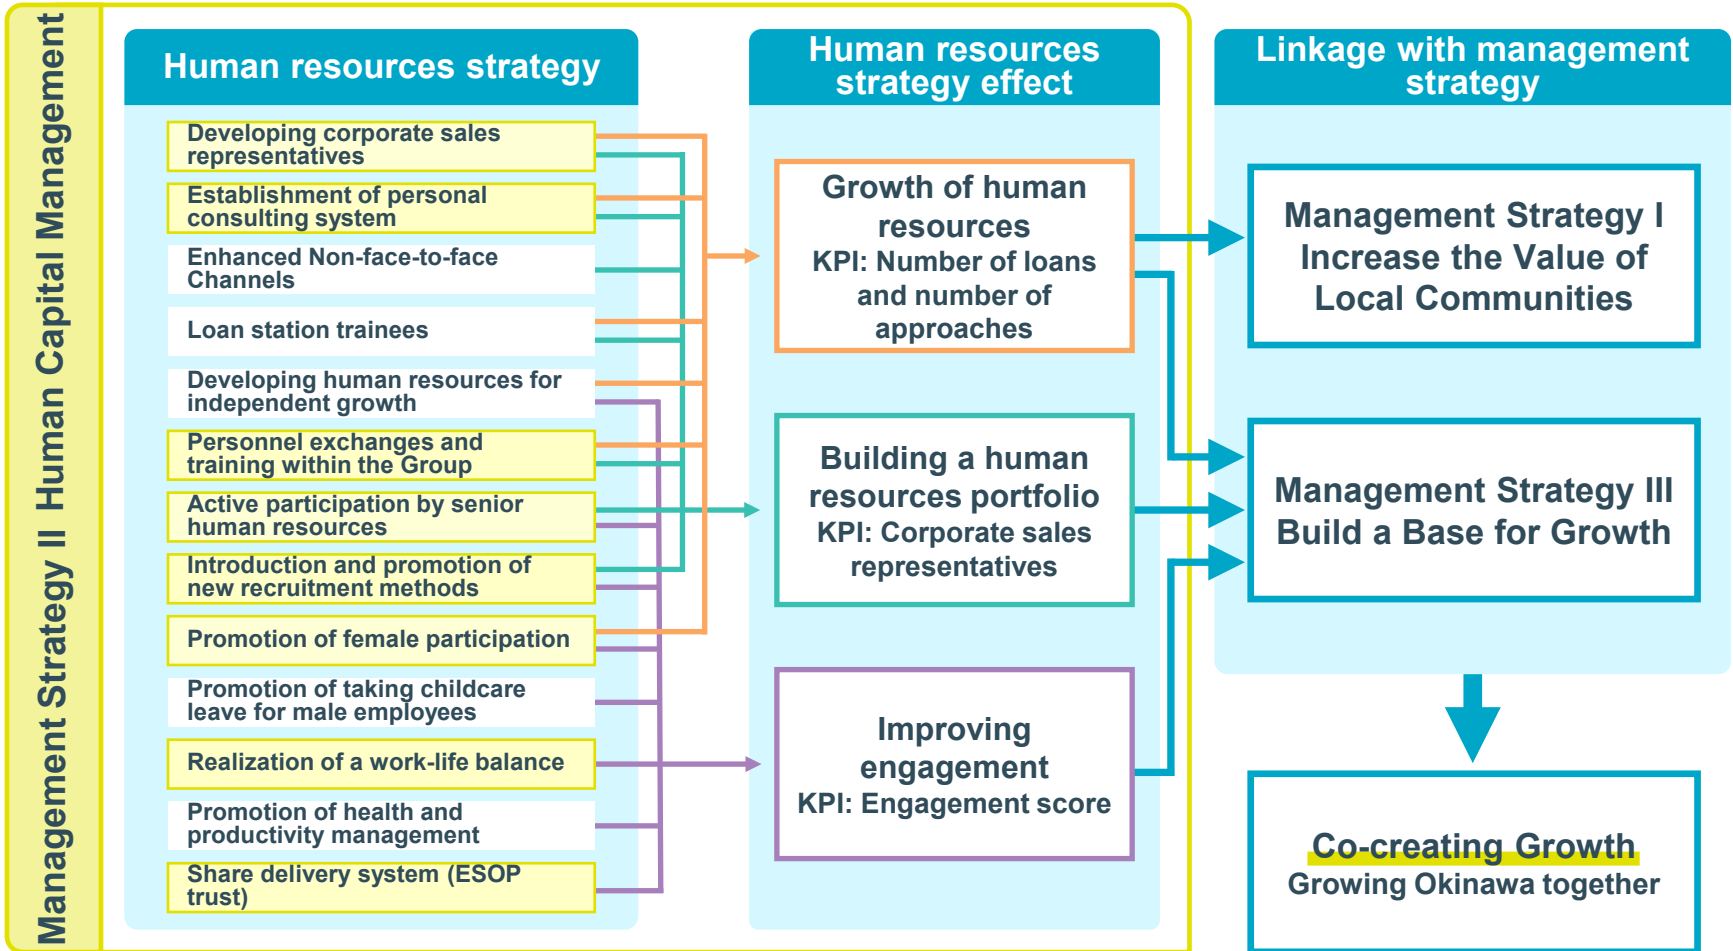 Management Strategy II Human Capital Management
Human resources strategy
Developing corporate sales
representatives
Establishment of personal
consulting system
Enhanced Non-face-to-face
Channels
Loan station trainees
Developing human resources for
independent growth
Personnel exchanges and
training within the Group
Active participation by senior
human resources
Introduction and promotion of
new recruitment methods
Promotion of female participation
Promotion of taking childcare
leave for male employees
Realization of a work-life balance
Promotion of health and
productivity management
Share delivery system (ESOP
trust)
Human resources
strategy effect
Growth of human
resources
KPI: Number of loans
and number of
approaches
Building a human
resources portfolio
KPI: Corporate sales
representatives
Improving
engagement
KPI: Engagement score
Linkage with management
strategy
Management Strategy I
Increase the Value of
Local Communities
Management Strategy III
Build a Base for Growth
Co-creating Growth
Growing Okinawa together